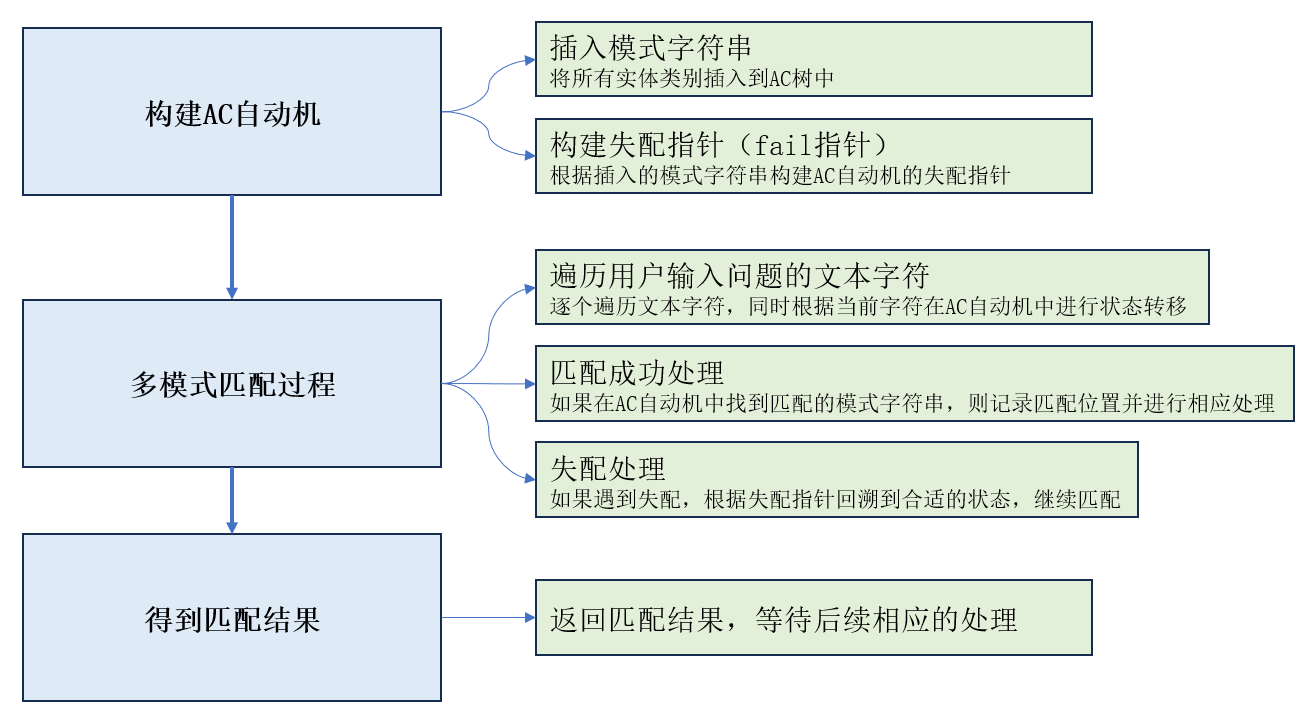 构建AC自动机
插入模式字符串
将所有实体类别插入到AC树中
构建失配指针（fail指针）
根据插入的模式字符串构建AC自动机的失配指针
多模式匹配过程
遍历用户输入问题的文本字符
逐个遍历文本字符，同时根据当前字符在AC自动机中进行状态转移
匹配成功处理
如果在AC自动机中找到匹配的模式字符串，则记录匹配位置并进行相应处理
失配处理
如果遇到失配，根据失配指针回溯到合适的状态，继续匹配
得到匹配结果
返回匹配结果，等待后续相应的处理